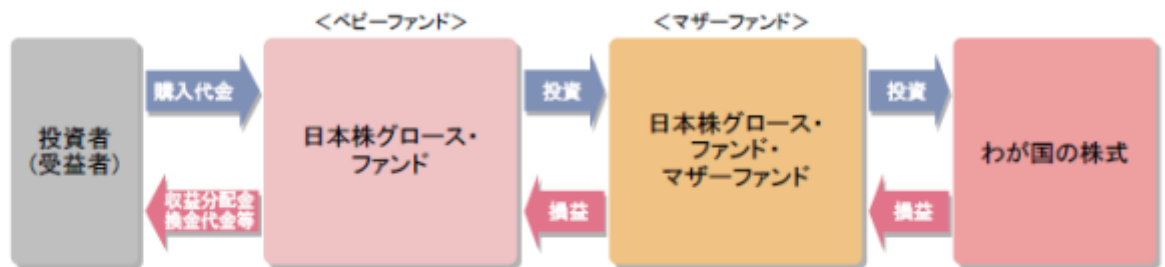 <ベビーファンド>
<マザーファンド>
投資者
(受益者)
購入代金
収益分配金
換金代金等
日本株グロース・
ファンド
投資
損益
日本株グロース・
ファンド・
マザーファンド
投資
損益
わが国の株式